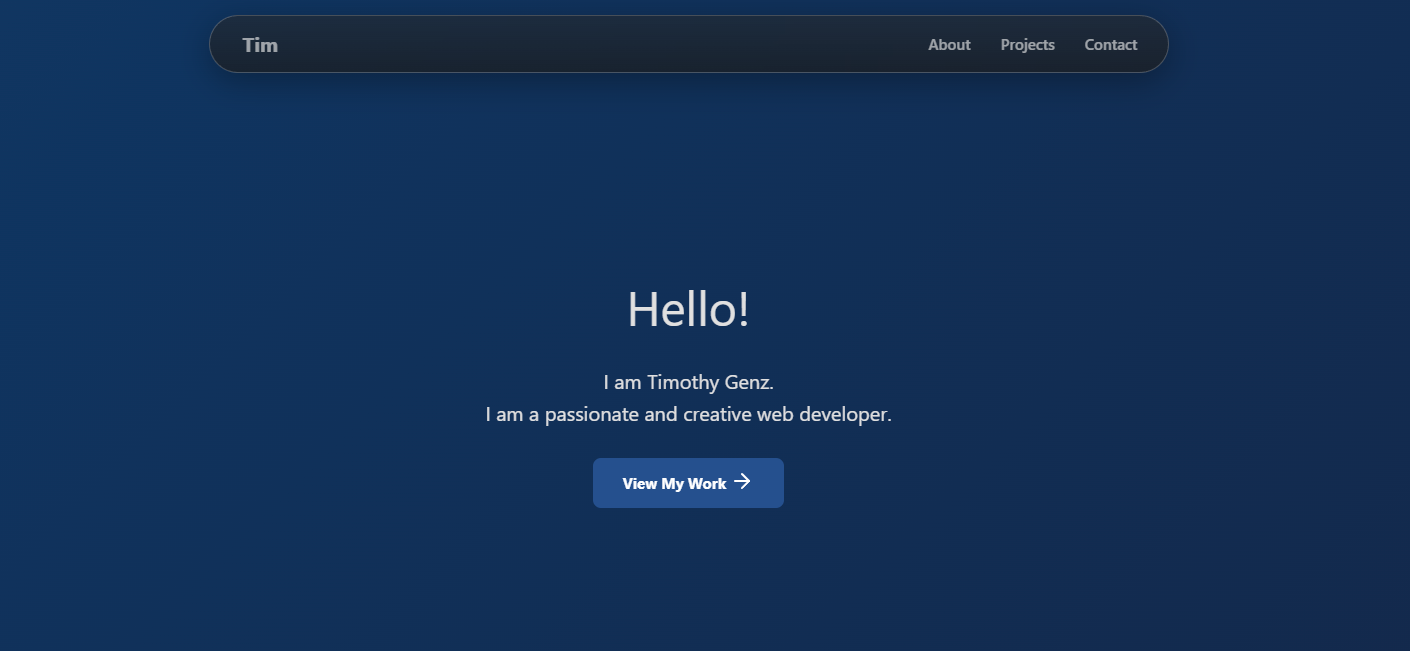 Tim
About
Projects
Contact
Hello!
I am Timothy Genz.
I am a passionate and creative web developer.
View My Work →